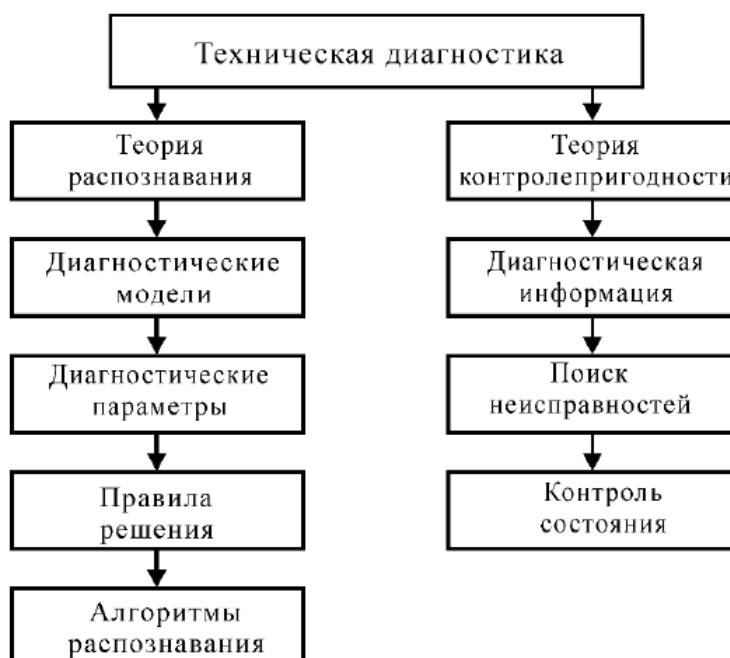 Техническая диагностика
Теория
распознавания
Диагностические
модели
Диагностические
параметры
Правила
решения
Алгоритмы
распознавания
Теория
контролепригодности
Диагностическая
информация
Поиск
неисправностей
Контроль
состояния